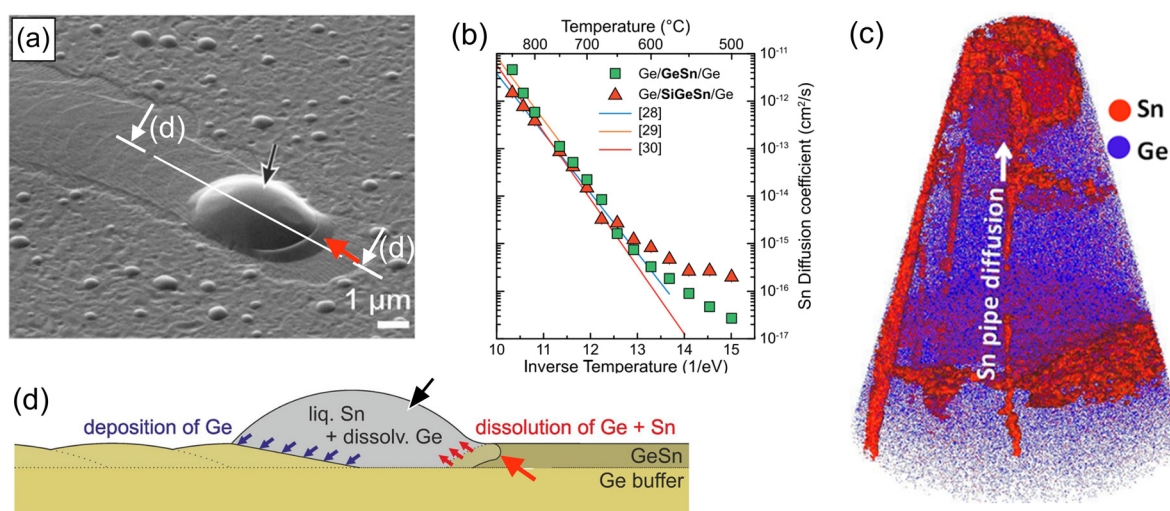 (a)
(d)
(d)
1 µm
(b)
Temperature (°C)
800 700 600 500
Ge/GeSn/Ge
Ge/SiGeSn/Ge
[28]
[29]
[30]
10⁻¹¹
10⁻¹²
10⁻¹³
10⁻¹⁴
10⁻¹⁵
10⁻¹⁶
10⁻¹⁷
Sn Diffusion coefficient (cm²/s)
10 11 12 13 14 15
Inverse Temperature (1/eV)
(c)
Sn
Ge
Sn pipe diffusion
(d)
deposition of Ge
liq. Sn
+ dissolv. Ge
dissolution of Ge + Sn
GeSn
Ge buffer